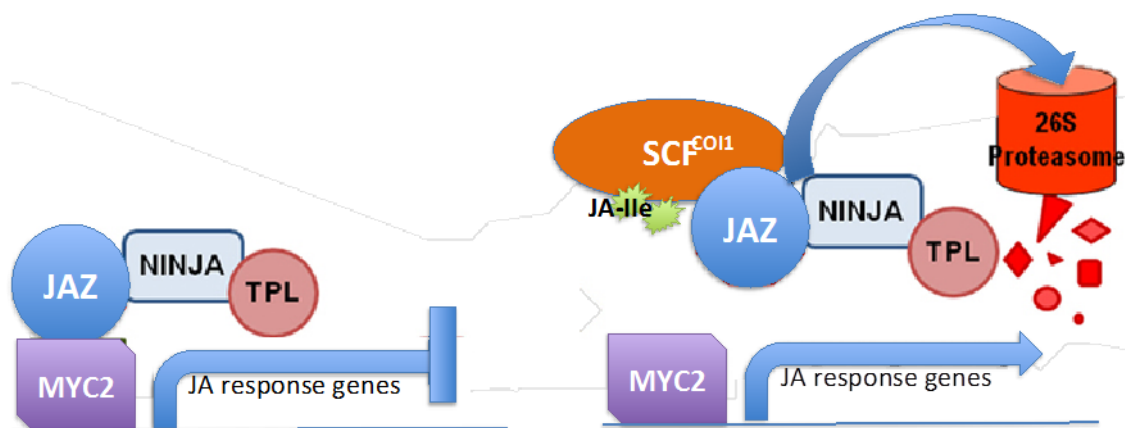 JAZ
NINJA
TPL
MYC2
JA response genes
SCF COI1
JA-Ile
JAZ
NINJA
TPL
26S
Proteasome
MYC2
JA response genes